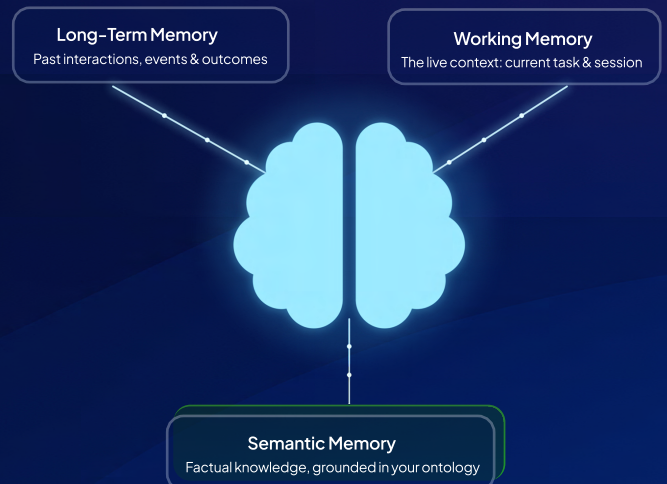 Long-Term Memory
Past interactions, events & outcomes
Working Memory
The live context: current task & session
Semantic Memory
Factual knowledge, grounded in your ontology